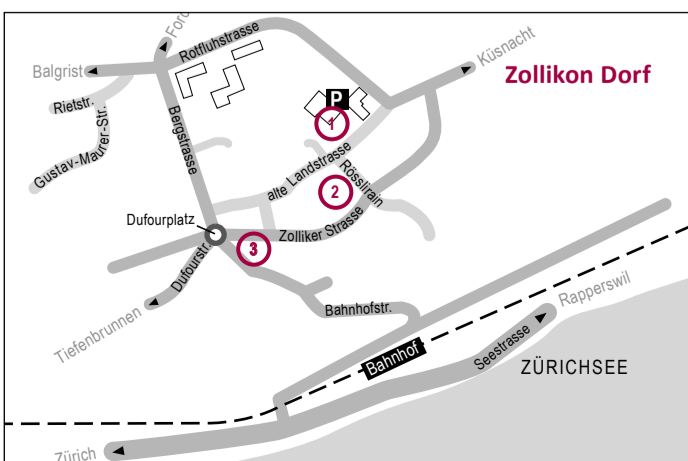 Forch
Rotfluhstrasse
Küsnacht
Zollikon Dorf
Balgrist
P
Rietstr.
Gustav-Maurer-Str.
Bergstrasse
1
alte Landstrasse
Rösslirain
2
Dufourplatz
Zolliker Strasse
3
Dufourstr.
Bahnhofstr.
Tiefenbrunnen
Rapperswil
Bahnhof
Seestrasse
ZÜRICHSEE
Zürich